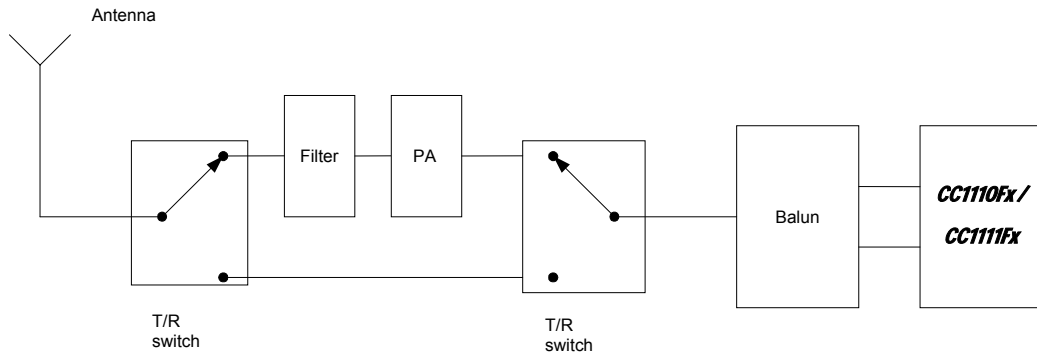 Antenna
Filter
PA
Balun
CC1110Fx /
CC1111Fx
T/R
switch
T/R
switch